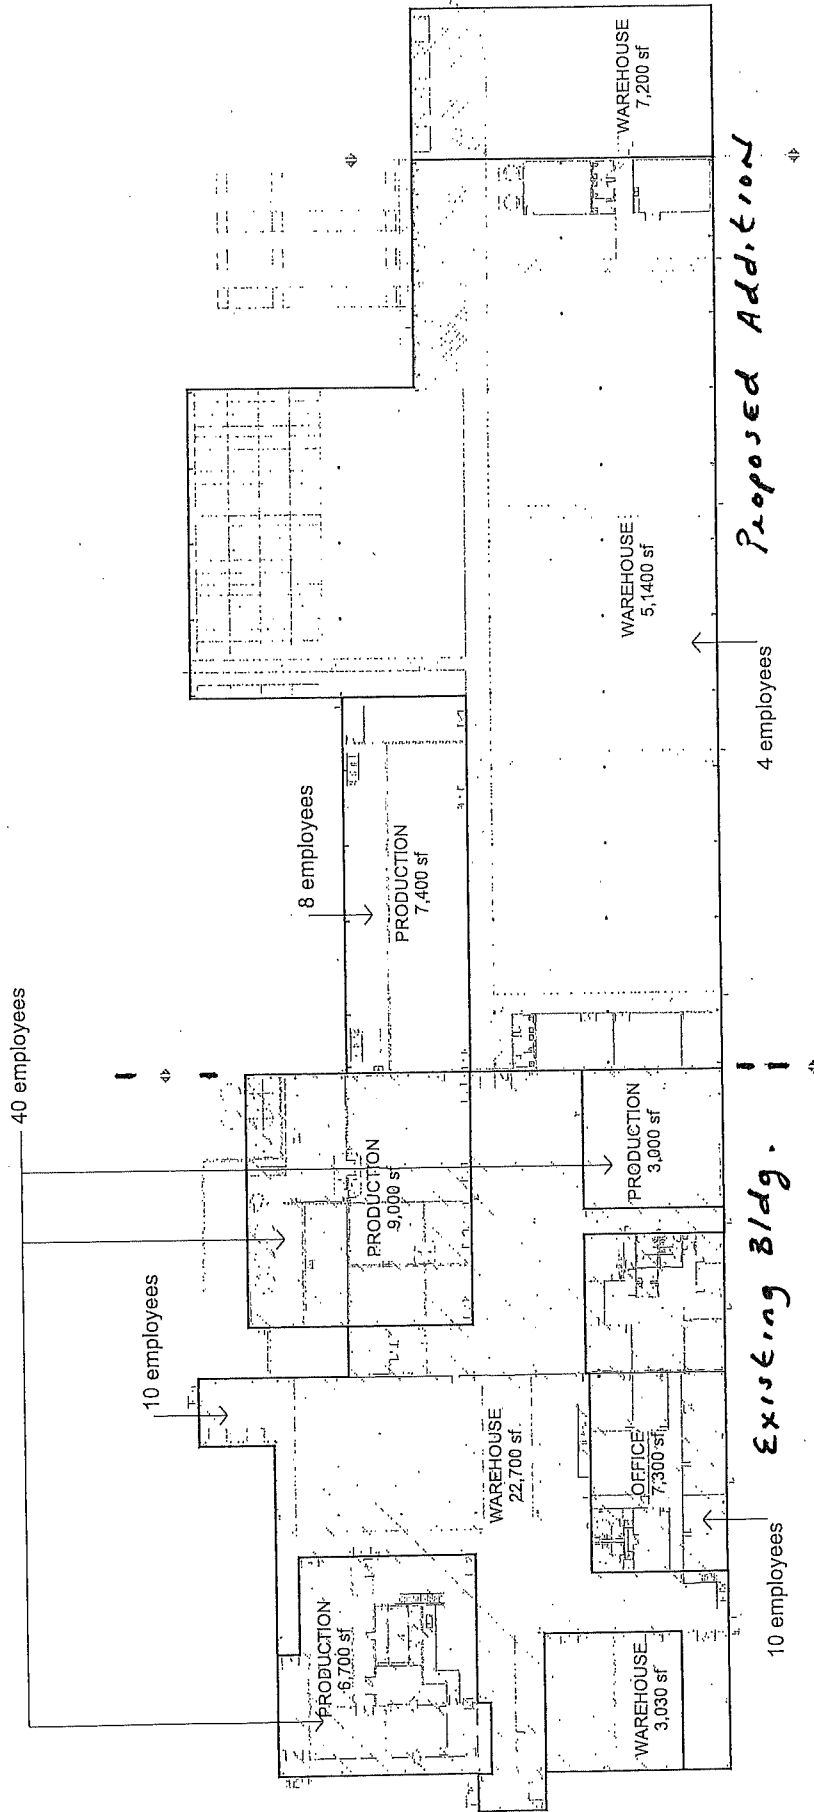 40 employees
10 employees
8 employees
PRODUCTION
6,700 sf
WAREHOUSE
22,700 sf
PRODUCTION
9,000 sf
PRODUCTION
7,400 sf
WAREHOUSE
3,030 sf
OFFICE
7,300 sf
PRODUCTION
3,000 sf
WAREHOUSE
5,1400 sf
WAREHOUSE
7,200 sf
10 employees
4 employees
Existing Bldg.
Proposed Addition